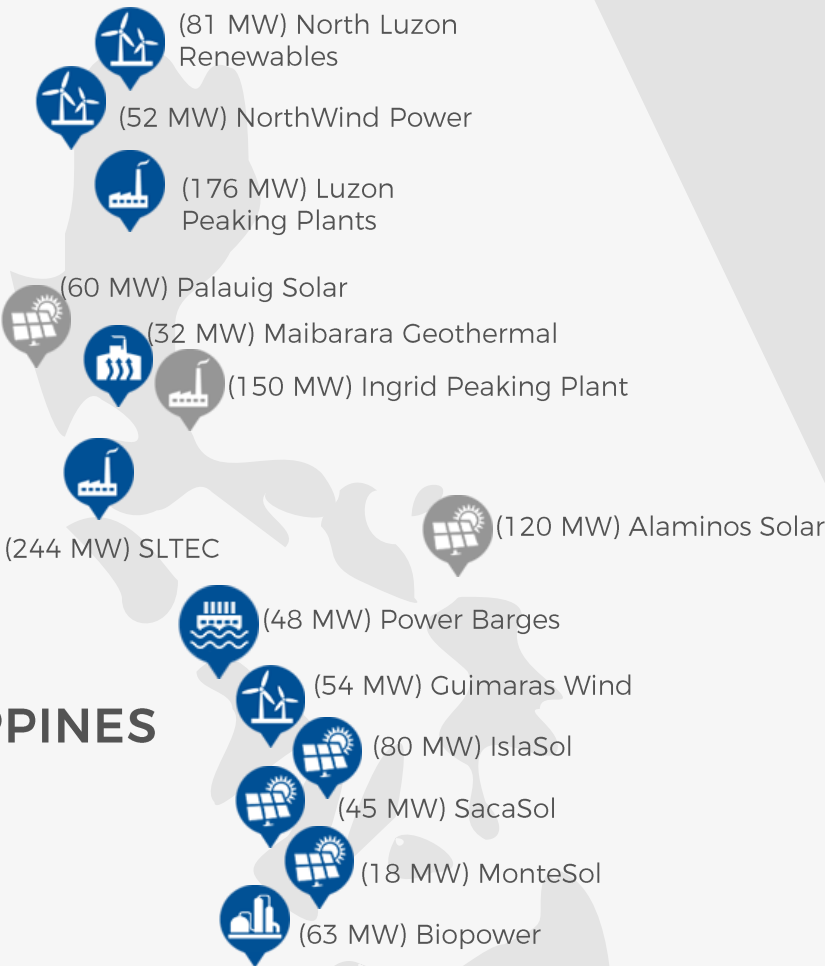 (81 MW) North Luzon
Renewables
(52 MW) NorthWind Power
(176 MW) Luzon
Peaking Plants
(60 MW) Palauig Solar
(32 MW) Maibarara Geothermal
(150 MW) Ingrid Peaking Plant
(120 MW) Alaminos Solar
(244 MW) SLTEC
(48 MW) Power Barges
(54 MW) Guimaras Wind
PPINES
(80 MW) IslaSol
(45 MW) SacaSol
(18 MW) MonteSol
(63 MW) Biopower